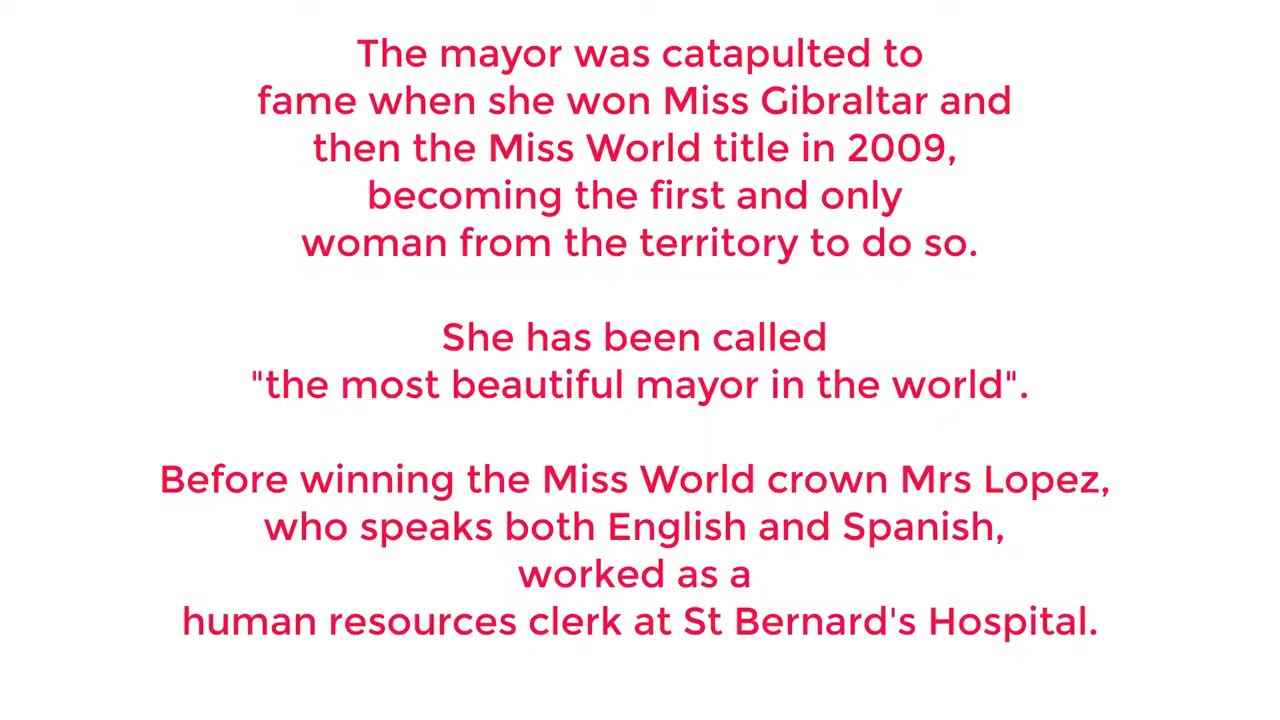 The mayor was catapulted to
fame when she won Miss Gibraltar and
then the Miss World title in 2009,
becoming the first and only
woman from the territory to do so.
She has been called
"the most beautiful mayor in the world".
Before winning the Miss World crown Mrs Lopez,
who speaks both English and Spanish,
worked as a
human resources clerk at St Bernard's Hospital.